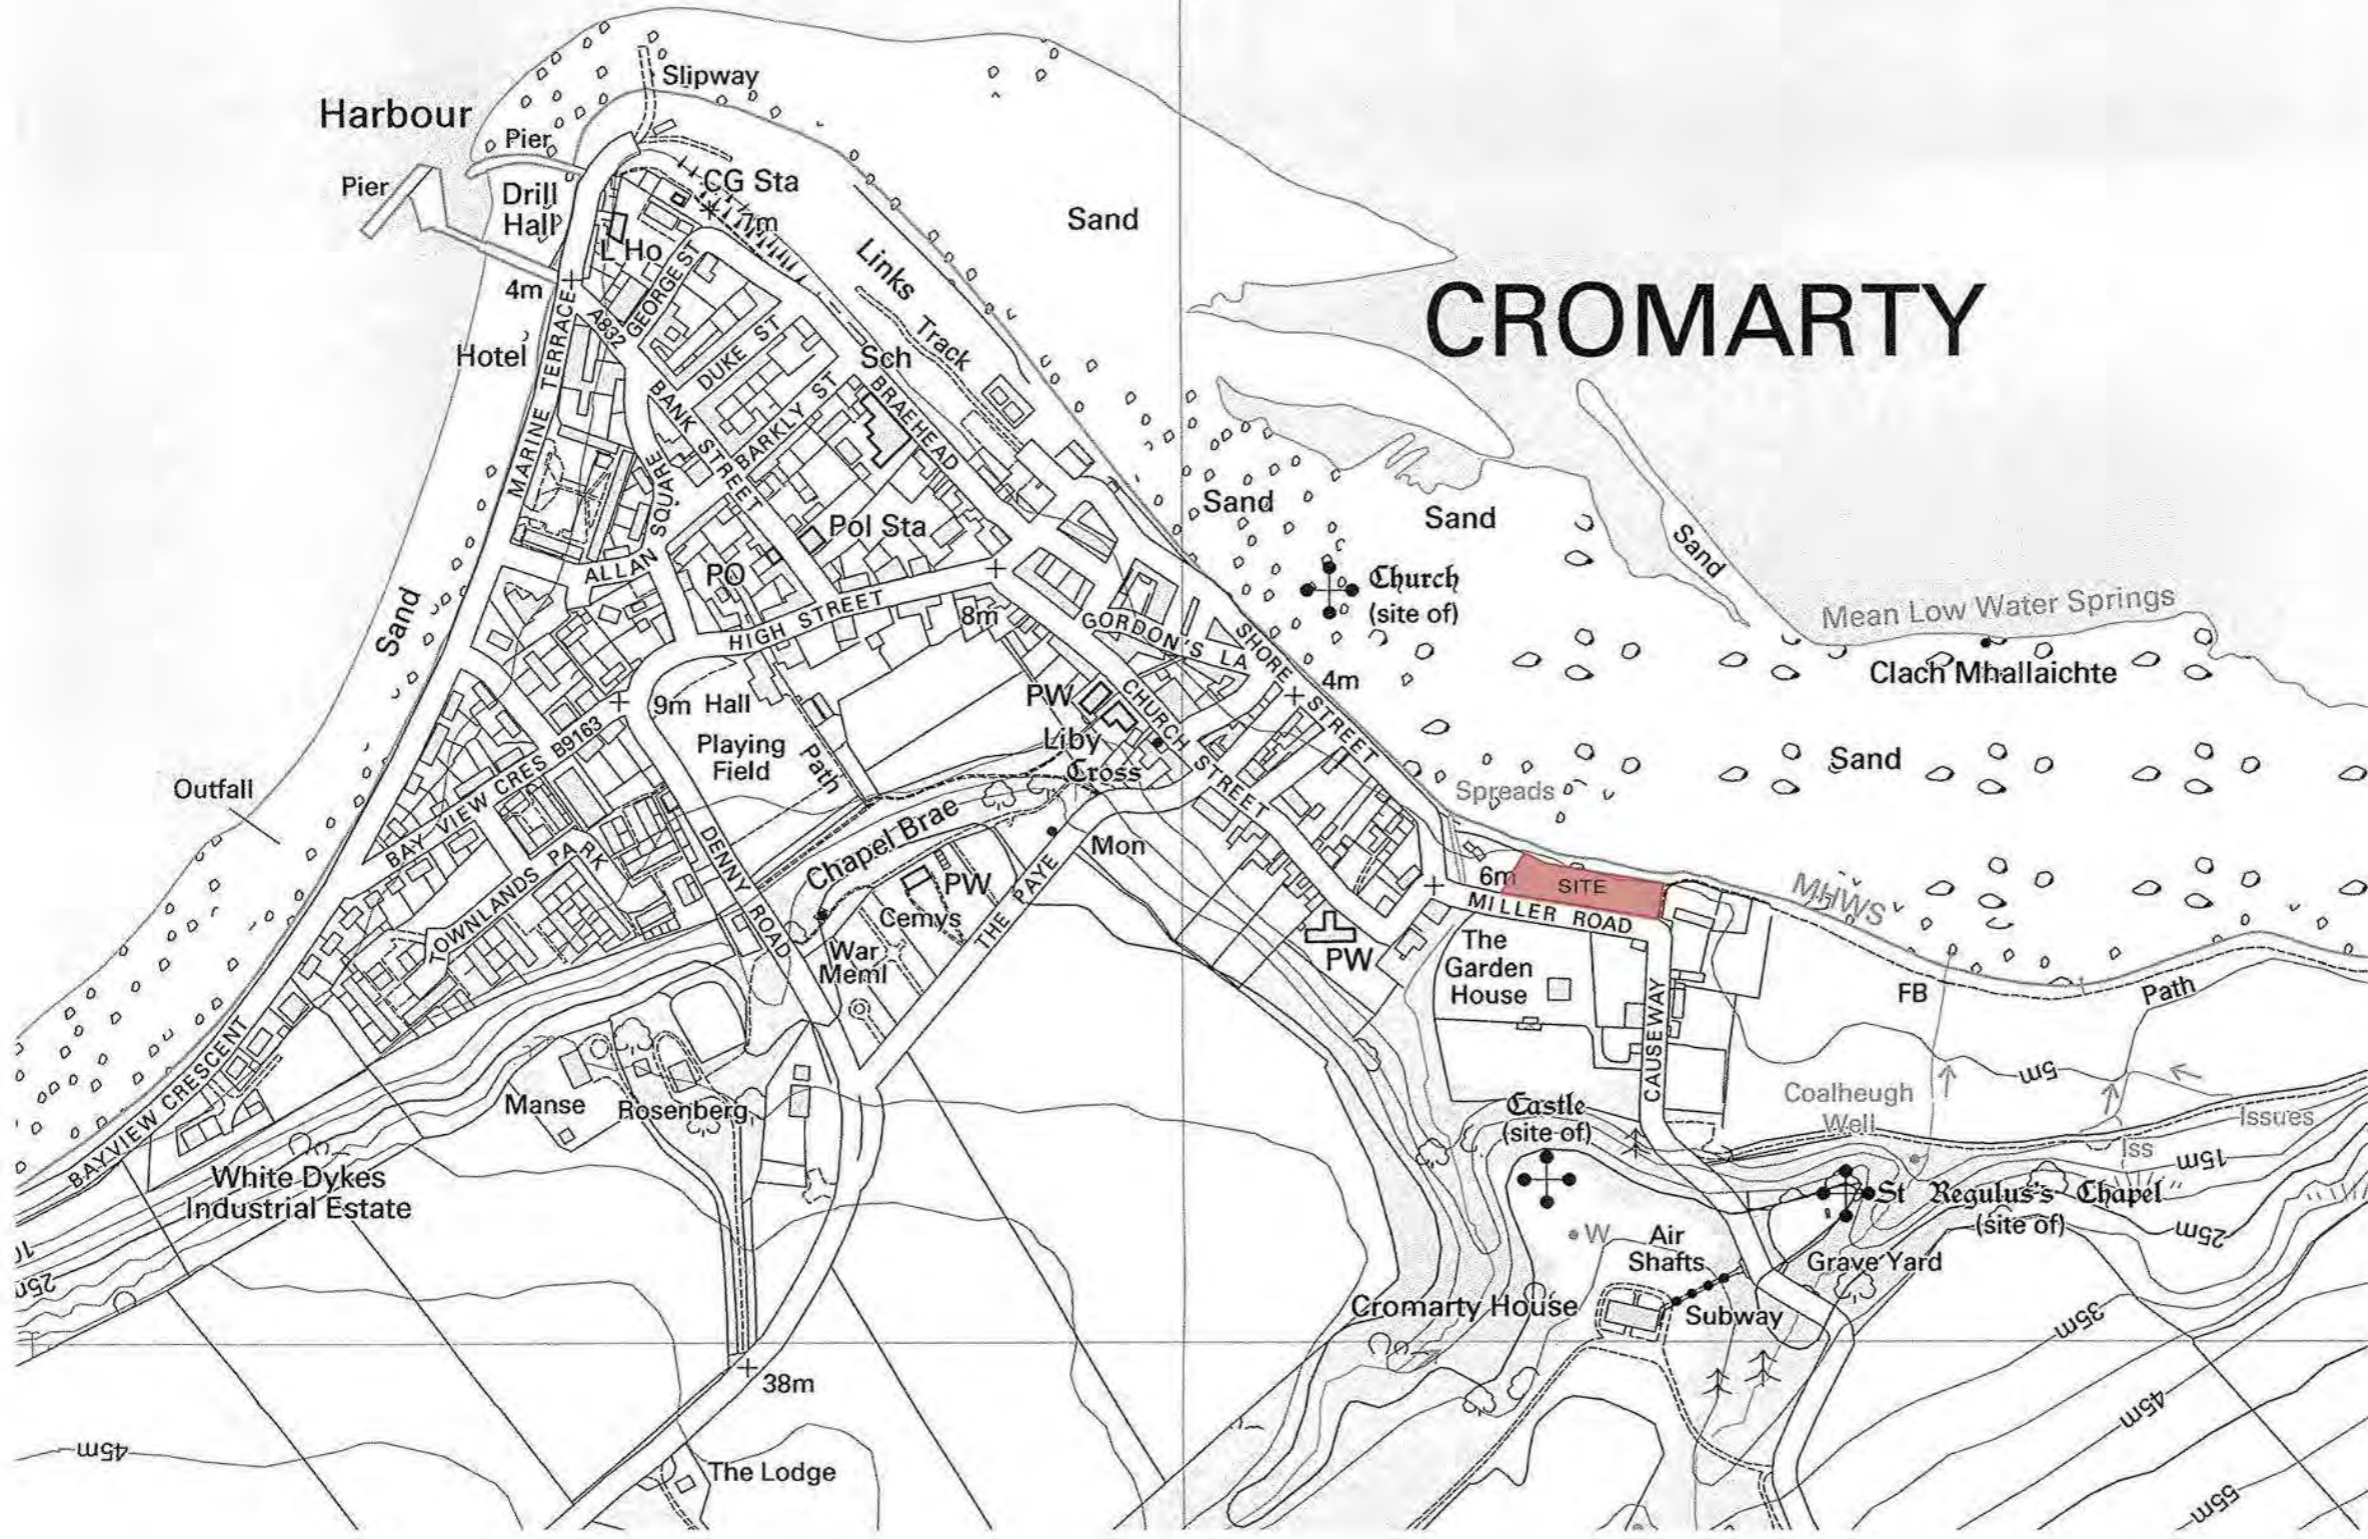 Slipway
Harbour
Pier
Pier
Drill
Hall
CG Sta
7m
Sand
L Ho
Links
GEORGE ST
4m
A832
CROMARTY
Hotel
MARINE TERRACE
DUKE ST
Track
Sch
BANK STREET
BARKLY ST
BRAEHEAD
ALLAN SQUARE
Pol Sta
Sand
Sand
Sand
PO
Church
(site of)
Sand
HIGH STREET
8m
GORDON'S LA
Mean Low Water Springs
SHORE STREET
4m
Clach Mhallaichte
9m
Hall
PW
CHURCH STREET
Playing
Field
Path
Liby
Cross
Sand
BAY VIEW CRES B9163
Outfall
Spreads
Chapel Brae
Mon
DENNY ROAD
TOWNLANDS PARK
PW
THE PAYE
6m
SITE
MHWS
MILLER ROAD
Cemys
War
Meml
PW
The
Garden
House
FB
Path
CAUSEWAY
BAYVIEW CRESCENT
5m
Manse
Rosenberg
Castle
(site of)
Coalheugh
Well
Issues
Iss
15m
White Dykes
Industrial Estate
St Regulus's Chapel
(site of)
25m
W
Air
Shafts
Grave Yard
25m
Cromarty House
Subway
35m
38m
45m
45m
The Lodge
55m